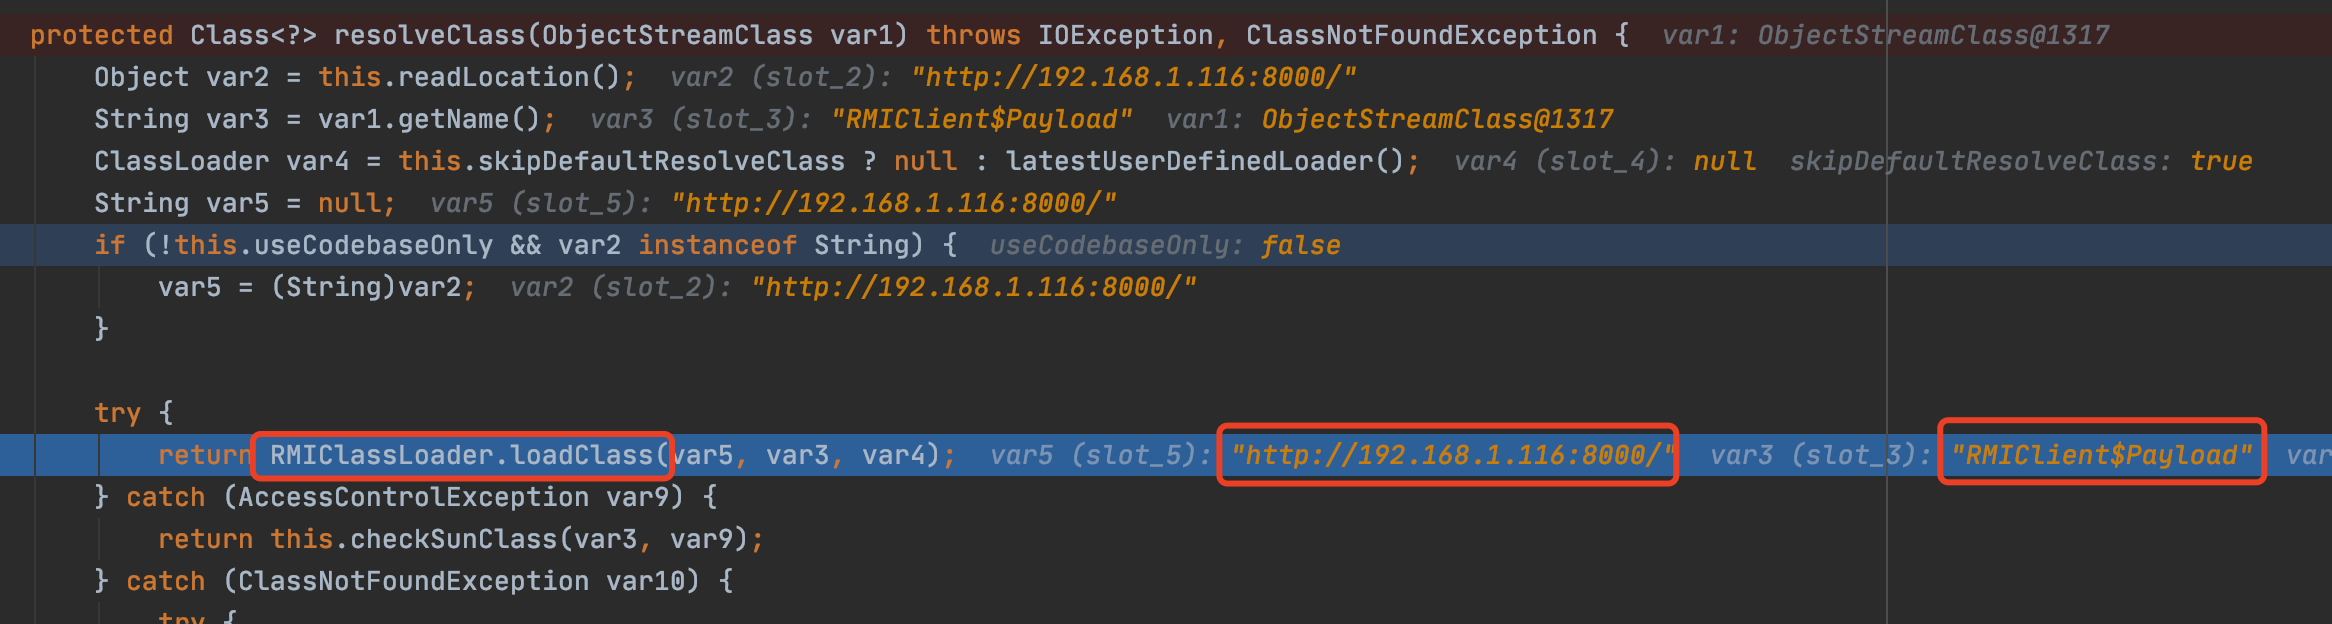 protected Class<?> resolveClass(ObjectStreamClass var1) throws IOException, ClassNotFoundException { var1: ObjectStreamClass@1317
Object var2 = this.readLocation(); var2 (slot_2): "http://192.168.1.116:8000/"
String var3 = var1.getName(); var3 (slot_3): "RMIClient$Payload" var1: ObjectStreamClass@1317
ClassLoader var4 = this.skipDefaultResolveClass ? null : latestUserDefinedLoader(); var4 (slot_4): null skipDefaultResolveClass: true
String var5 = null; var5 (slot_5): "http://192.168.1.116:8000/"
if (!this.useCodebaseOnly && var2 instanceof String) { useCodebaseOnly: false
var5 = (String)var2; var2 (slot_2): "http://192.168.1.116:8000/"
}
try {
return RMIClassLoader.loadClass(var5, var3, var4); var5 (slot_5): "http://192.168.1.116:8000/" var3 (slot_3): "RMIClient$Payload" var
} catch (AccessControlException var9) {
return this.checkSunClass(var3, var9);
} catch (ClassNotFoundException var10) {
try {